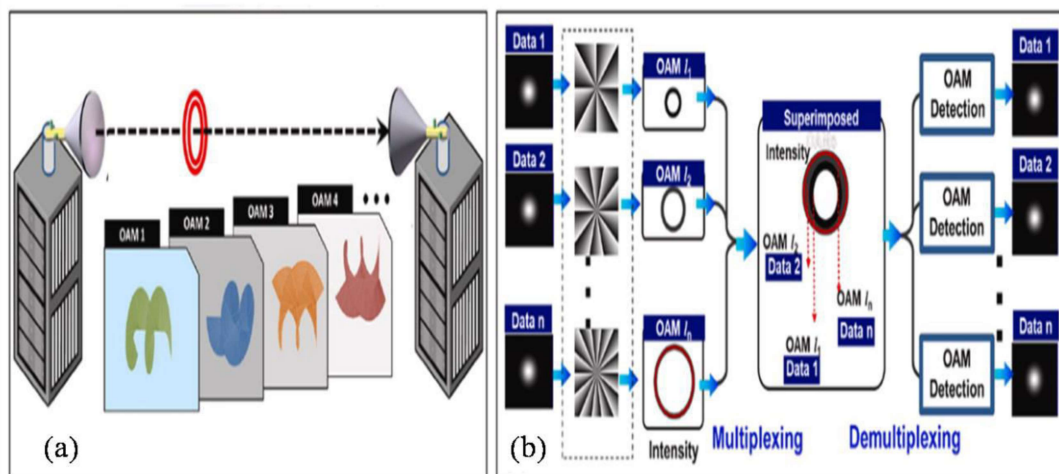 OAM 1
OAM 2
OAM 3
OAM 4
(a)
Data 1
Data 2
Data n
OAM l1
OAM l2
OAM ln
Intensity
Multiplexing
Superimposed
Intensity
OAM l2
Data 2
OAM l1
Data 1
OAM ln
Data n
Demultiplexing
OAM
Detection
OAM
Detection
OAM
Detection
Data 1
Data 2
Data n
(b)